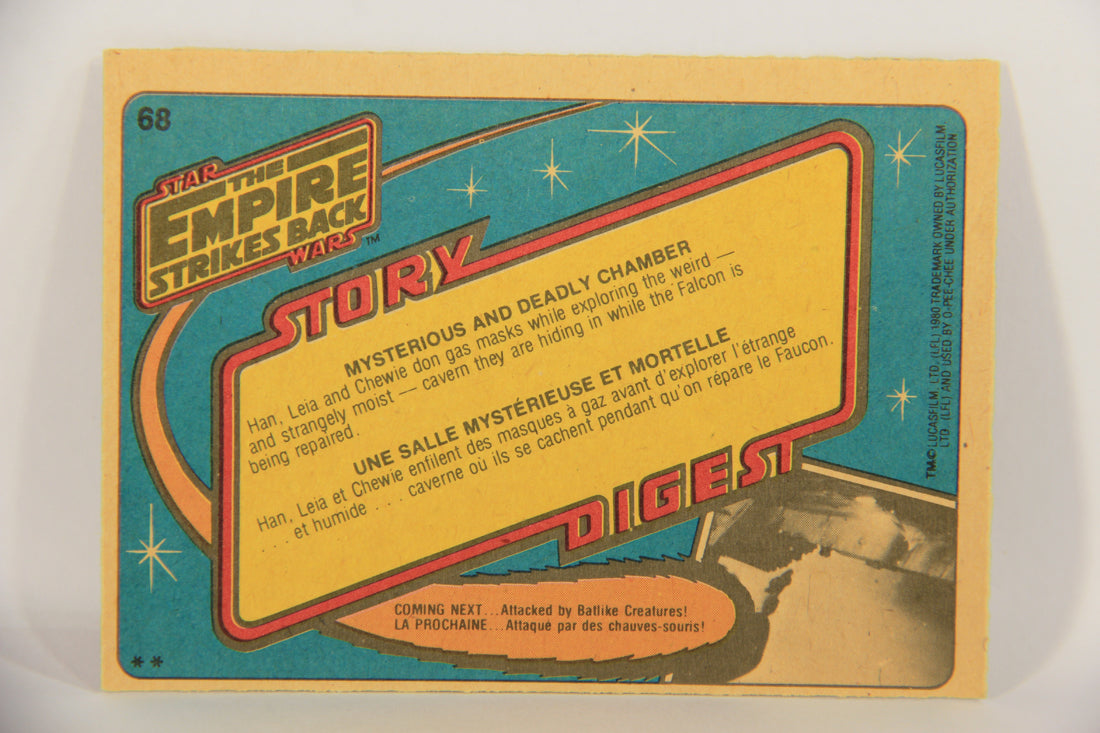 68
STAR
THE
EMPIRE
STRIKES BACK
WARS™
STORY
MYSTERIOUS AND DEADLY CHAMBER
Han, Leia and Chewie don gas masks while exploring the weird —
and strangely moist — cavern they are hiding in while the Falcon is
being repaired.
UNE SALLE MYSTÉRIEUSE ET MORTELLE
Han, Leia et Chewie enfilent des masques à gaz avant d'explorer l'étrange
. . . . et humide . . . caverne où ils se cachent pendant qu'on répare le Faucon.
DIGEST
COMING NEXT...Attacked by Batlike Creatures!
LA PROCHAINE...Attaqué par des chauves-souris!
**
TM:© LUCASFILM, LTD. (LFL) 1980 TRADEMARK OWNED BY LUCASFILM
LTD. (LFL) AND USED BY O-PEE-CHEE UNDER AUTHORIZATION